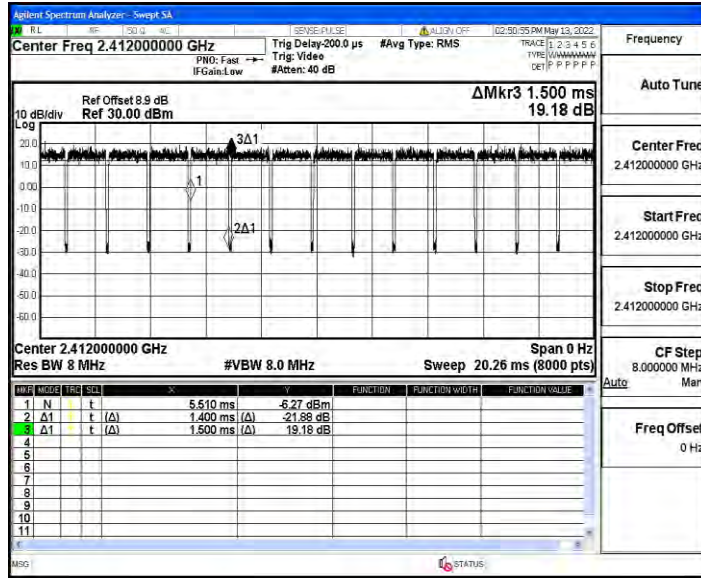 Agilent Spectrum Analyzer - Swept SA
RL RF 50 Ω AC SENSE:PULSE ALIGN OFF 02:50:55 PM May 13, 2022
Center Freq 2.412000000 GHz
PNO: Fast
IFGain:Low
Trig Delay-200.0 µs
Trig: Video
#Atten: 40 dB
#Avg Type: RMS
TRACE 1 2 3 4 5 6
TYPE WWWWWW
DET P P P P P P
Ref Offset 8.9 dB
10 dB/div Ref 30.00 dBm
Log
ΔMkr3 1.500 ms
19.18 dB
20.0
10.0
0.00
-10.0
-20.0
-30.0
-40.0
-50.0
-60.0
3Δ1
1
2Δ1
Center 2.412000000 GHz Span 0 Hz
Res BW 8 MHz #VBW 8.0 MHz Sweep 20.26 ms (8000 pts)
MKR MODE TRC SCL X Y FUNCTION FUNCTION WIDTH FUNCTION VALUE
1 N t 5.510 ms -6.27 dBm
2 Δ1 t (Δ) 1.400 ms (Δ) -21.88 dB
3 Δ1 t (Δ) 1.500 ms (Δ) 19.18 dB
4
5
6
7
8
9
10
11
MSG STATUS
Frequency
Auto Tune
Center Freq
2.412000000 GHz
Start Freq
2.412000000 GHz
Stop Freq
2.412000000 GHz
CF Step
8.000000 MHz
Auto Man
Freq Offset
0 Hz